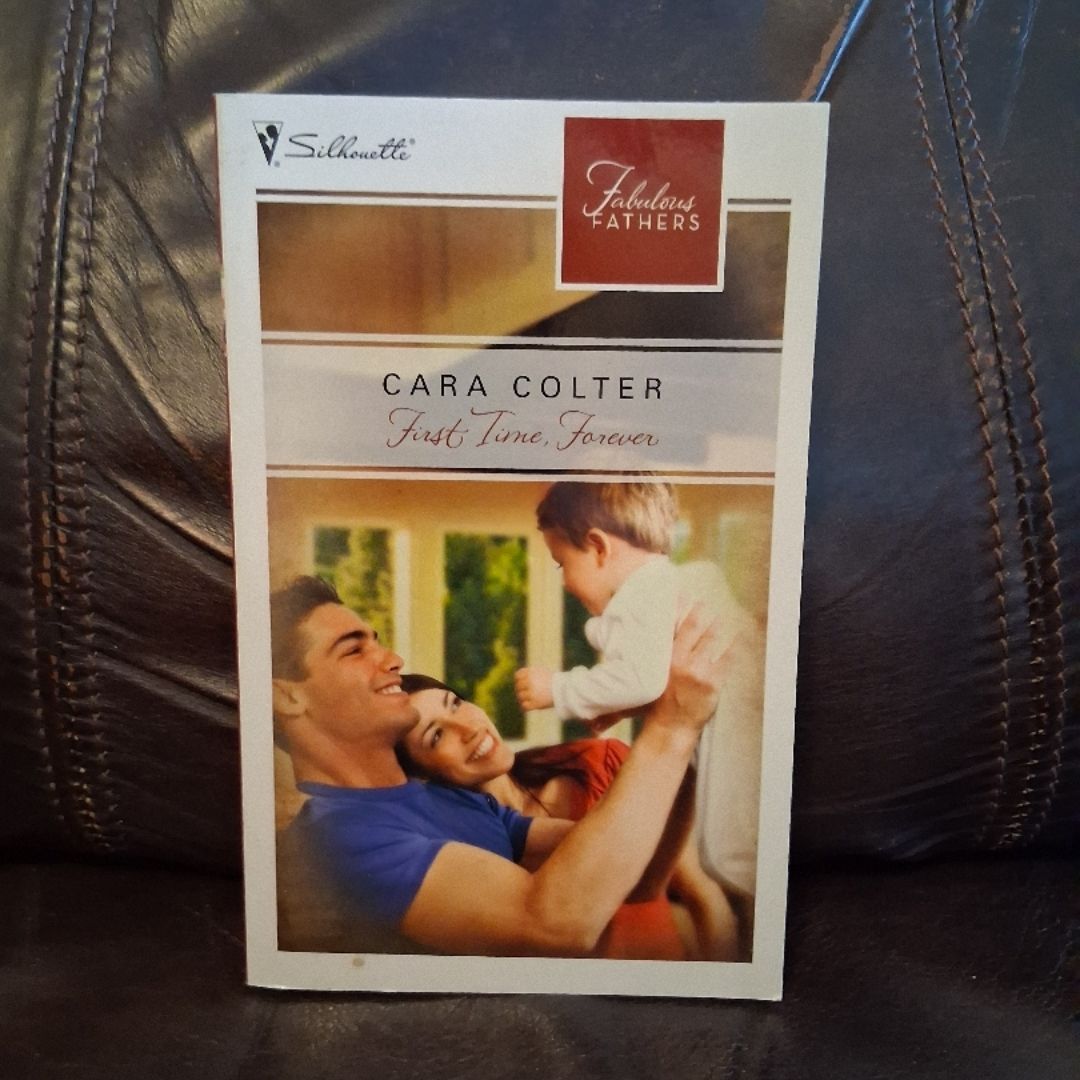 Silhouette®
Fabulous
FATHERS
CARA COLTER
First Time, Forever